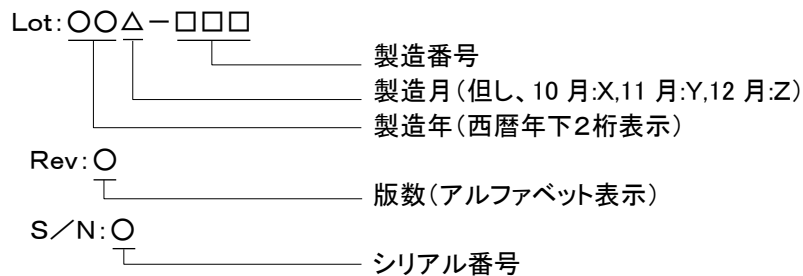 Lot:○○△－□□□
製造番号
製造月(但し、10月:X,11月:Y,12月:Z)
製造年(西暦年下2桁表示)
Rev:○
版数(アルファベット表示)
S／N:○
シリアル番号